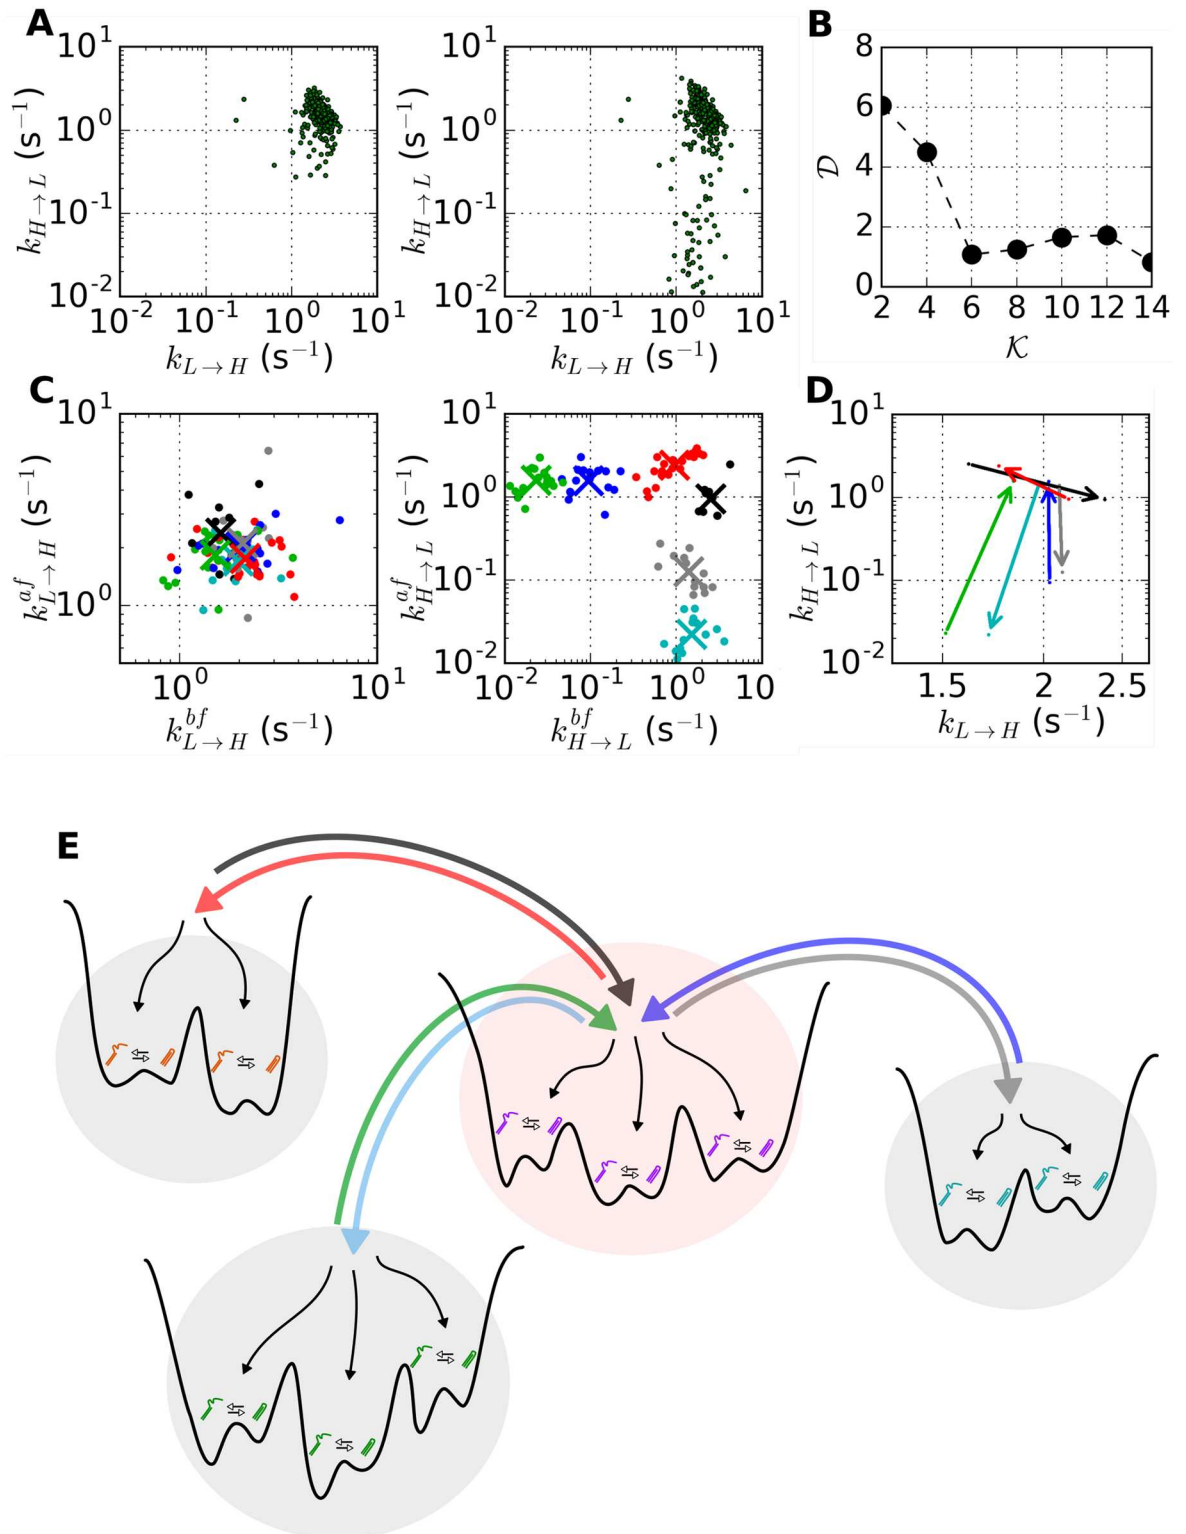 A
B
10^1
10^0
10^-1
10^-2
k_{H→L} (s^-1)
10^-2 10^-1 10^0 10^1
k_{L→H} (s^-1)
10^1
10^0
10^-1
10^-2
k_{H→L} (s^-1)
10^-2 10^-1 10^0 10^1
k_{L→H} (s^-1)
8
6
4
2
0
𝒟
2 4 6 8 10 12 14
𝒦
C
D
10^1
10^0
k^{af}_{L→H} (s^-1)
10^0 10^1
k^{bf}_{L→H} (s^-1)
10^1
10^0
10^-1
10^-2
k^{af}_{H→L} (s^-1)
10^-2 10^-1 10^0 10^1
k^{bf}_{H→L} (s^-1)
10^1
10^0
10^-1
10^-2
k_{H→L} (s^-1)
1.5 2 2.5
k_{L→H} (s^-1)
E